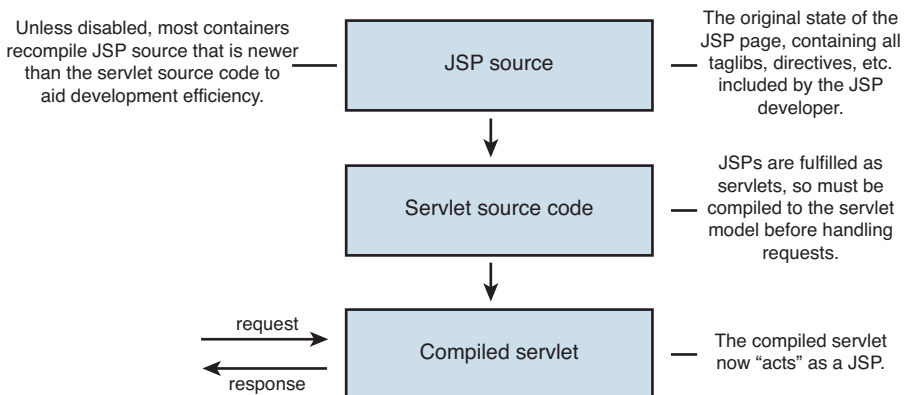 Unless disabled, most containers
recompile JSP source that is newer
than the servlet source code to
aid development efficiency.
JSP source
The original state of the
JSP page, containing all
taglibs, directives, etc.
included by the JSP
developer.
Servlet source code
JSPs are fulfilled as
servlets, so must be
compiled to the servlet
model before handling
requests.
request
response
Compiled servlet
The compiled servlet
now “acts” as a JSP.